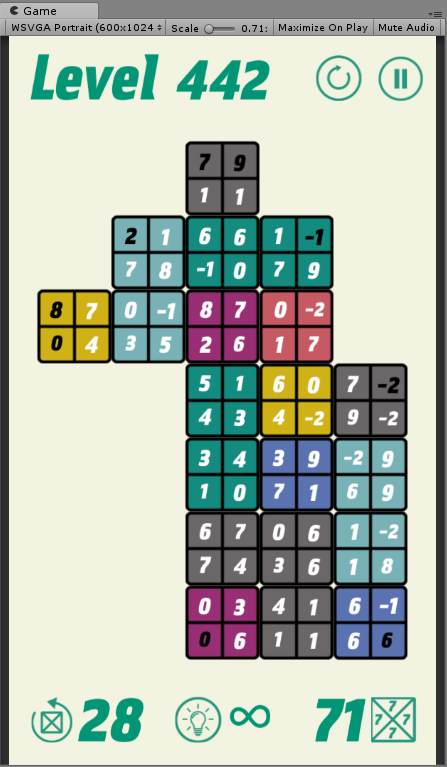 Game
WSVGA Portrait (600x1024 Scale 0.71: Maximize On Play Mute Audio
Level 442
7 9
1 1
2 1 6 6 1 -1
7 8 -1 0 7 9
8 7 0 -1 8 7 0 -2
0 4 3 5 2 6 1 7
5 1 6 0 7 -2
4 3 4 -2 9 -2
3 4 3 9 -2 9
1 0 7 1 6 9
6 7 0 6 1 -2
7 4 3 6 1 8
0 3 4 1 6 -1
0 6 1 1 6 6
28 ∞ 71 7 7 7 7